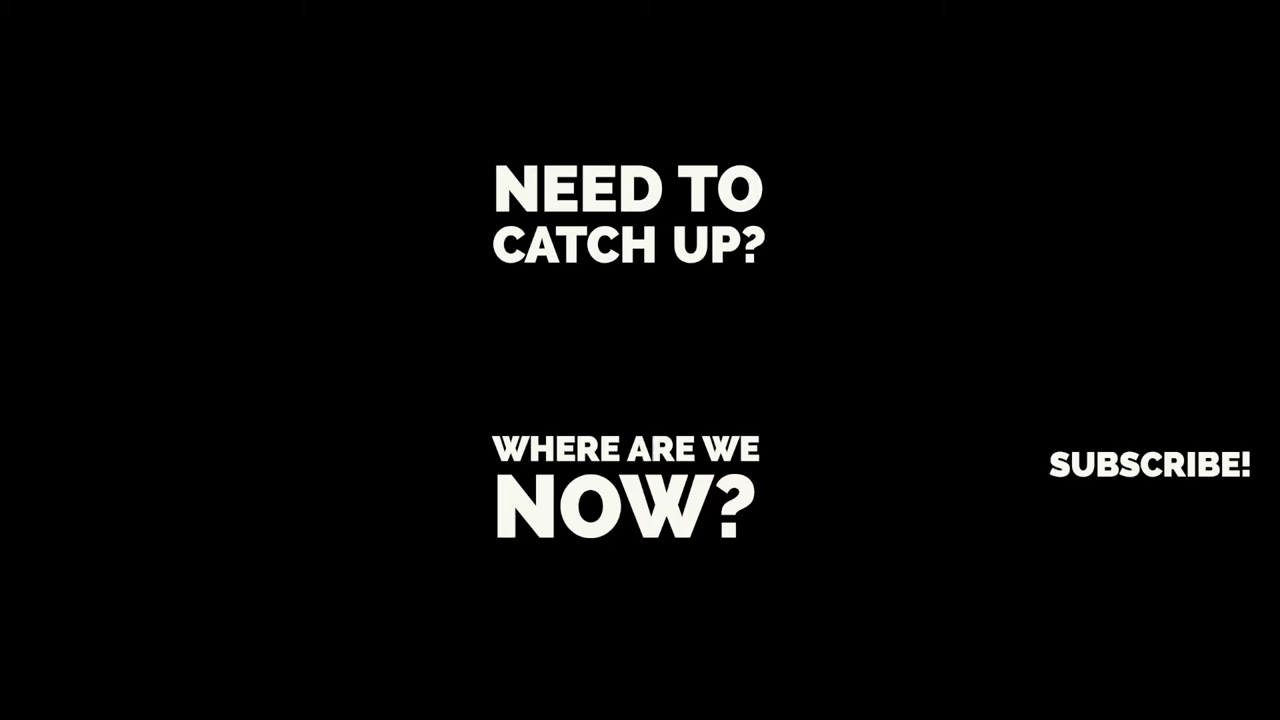 NEED TO
CATCH UP?
WHERE ARE WE
NOW?
SUBSCRIBE!